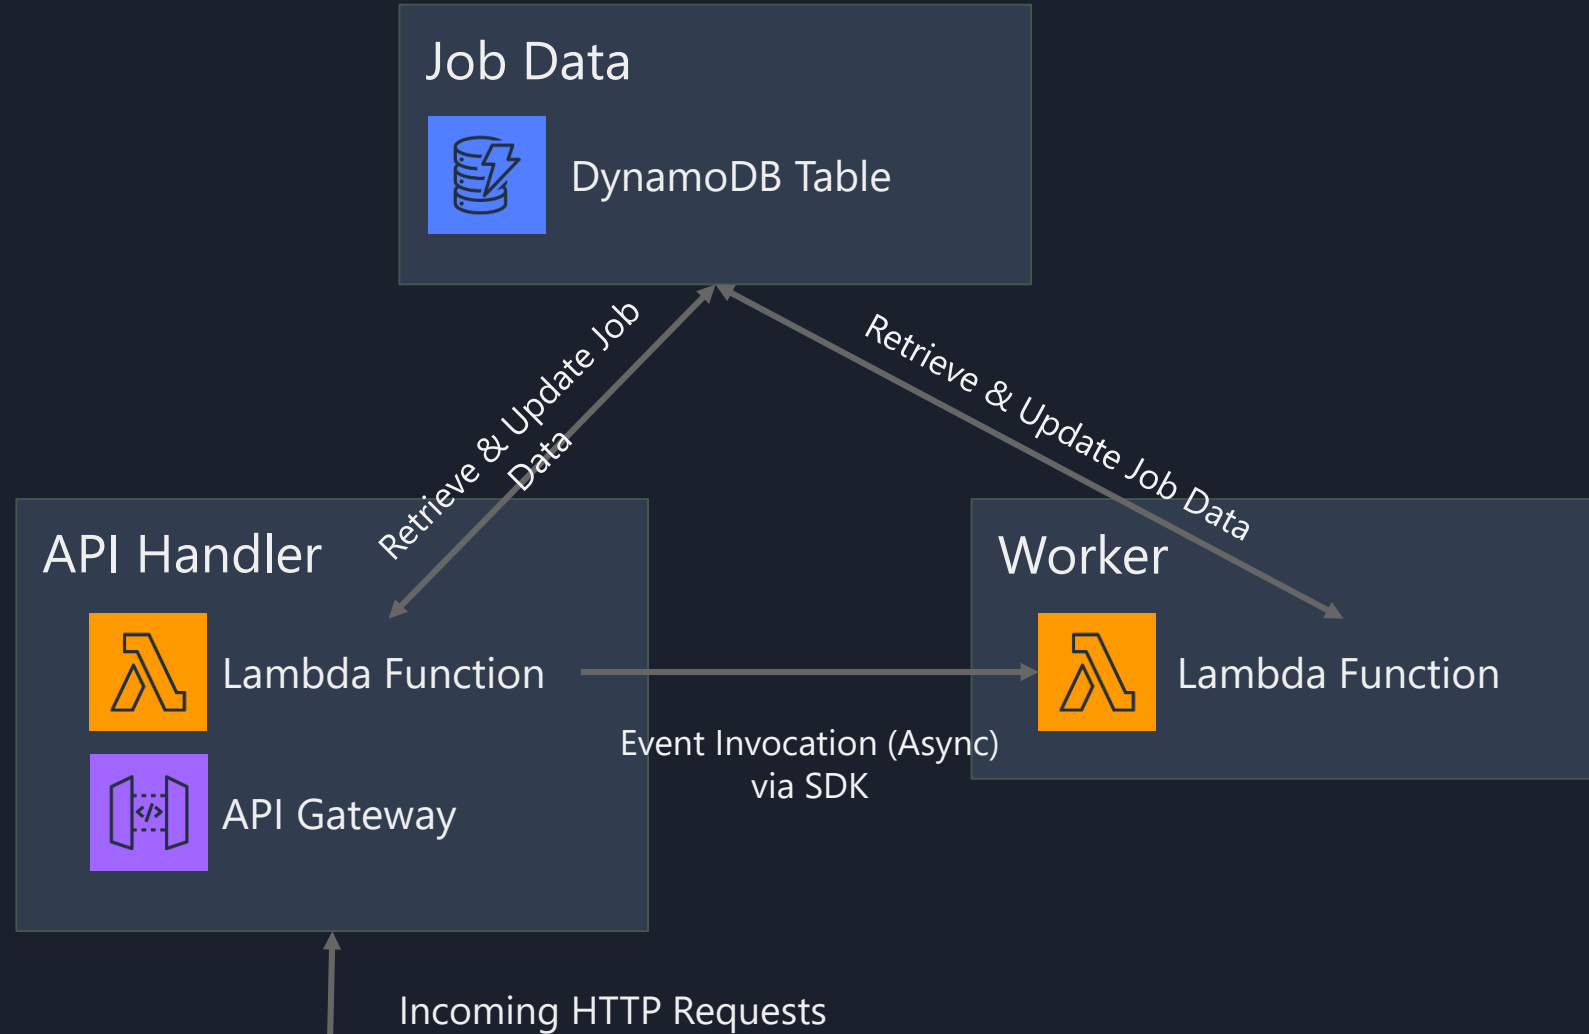 Job Data
DynamoDB Table
Retrieve & Update Job
Data
Retrieve & Update Job Data
API Handler
Lambda Function
API Gateway
Event Invocation (Async)
via SDK
Worker
Lambda Function
Incoming HTTP Requests